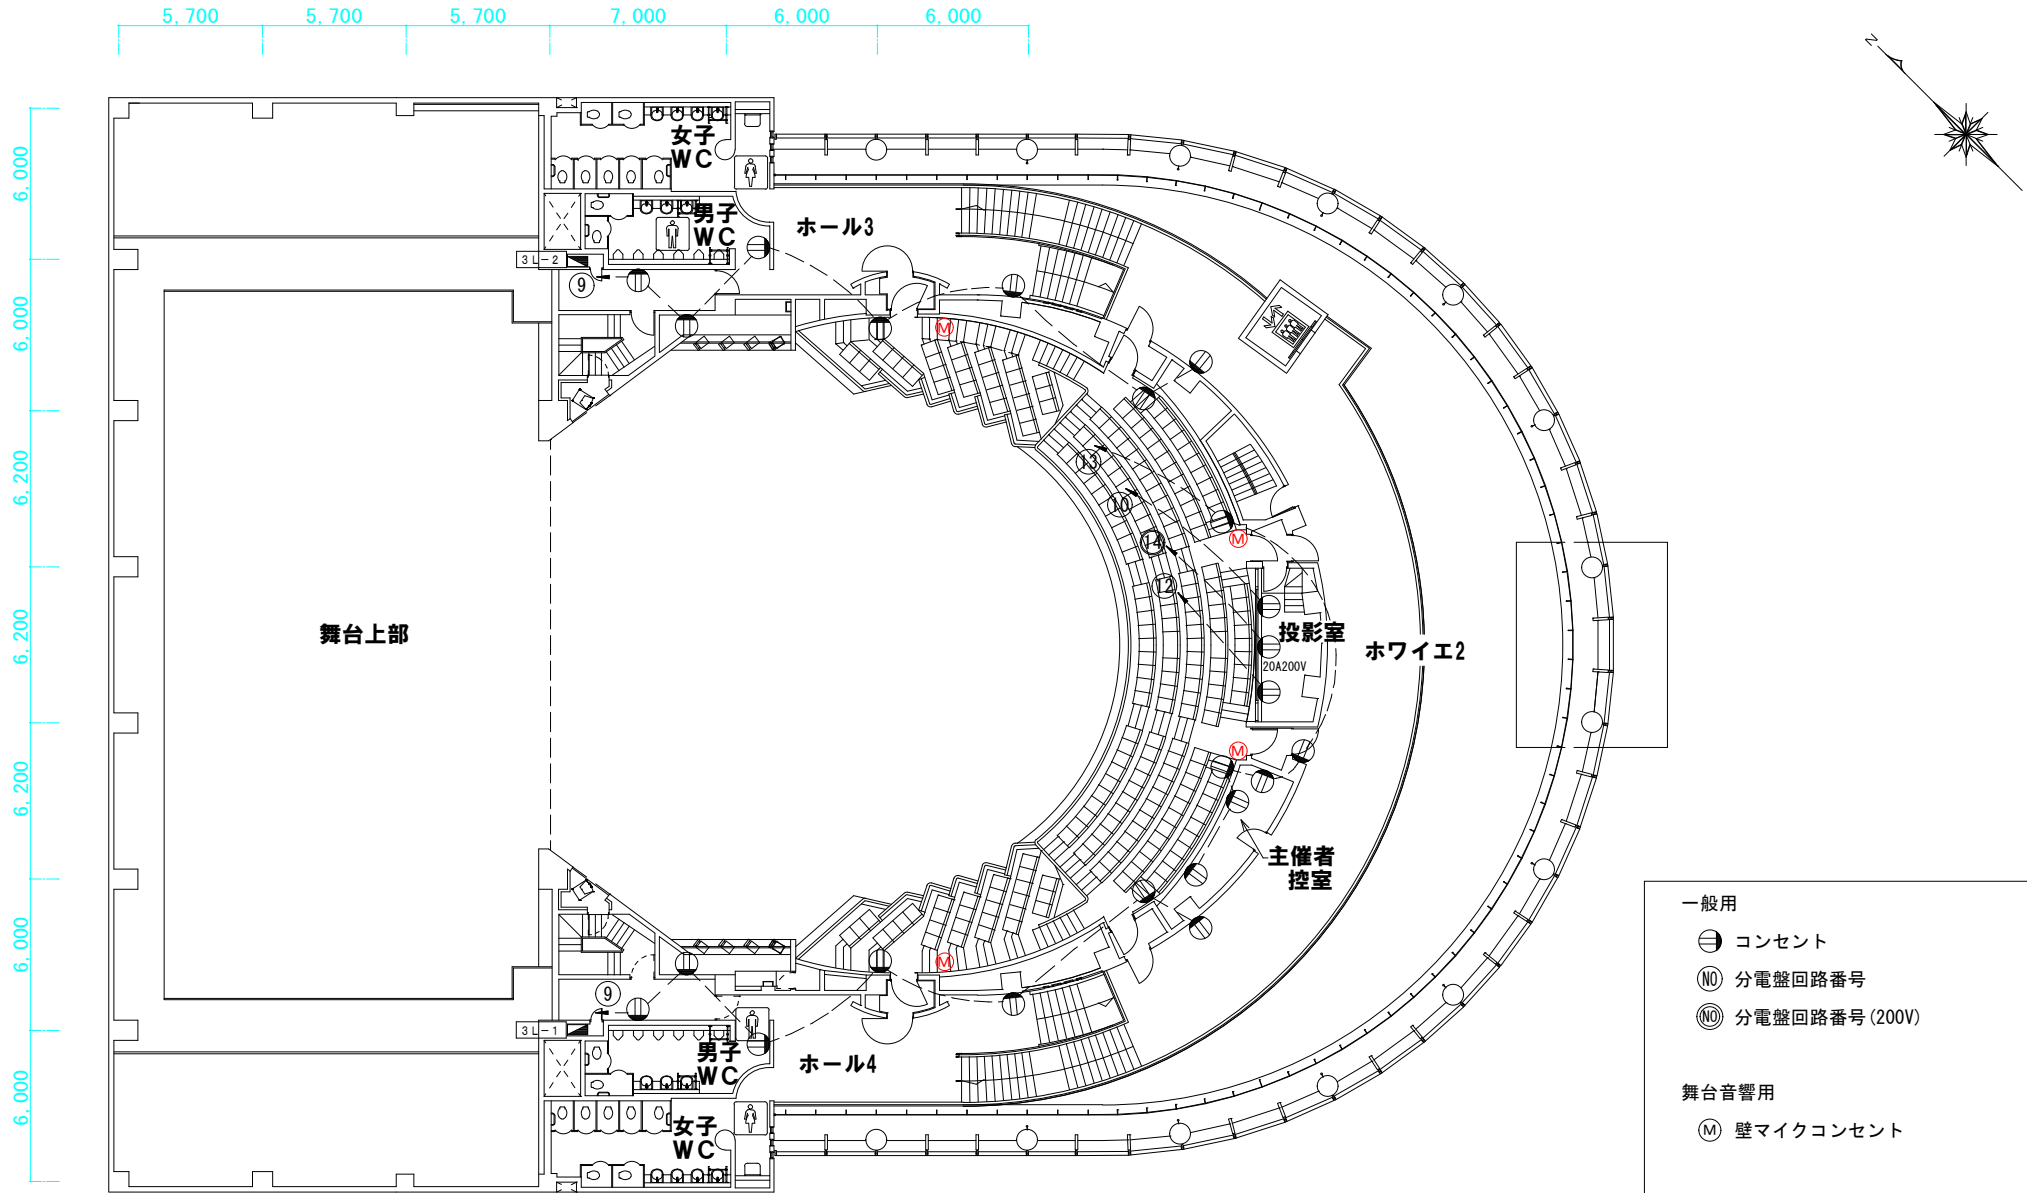 5,700 5,700 5,700 7,000 6,000 6,000
N
6,000
6,000
6,200
6,200
6,200
6,000
6,000
女子
WC
男子
WC
ホール3
3L-2
9
M
13
10
M
14
12
舞台上部
投影室
ホワイエ2
20A200V
M
主催者
控室
M
9
3L-1
男子
WC
ホール4
女子
WC
一般用
コンセント
NO 分電盤回路番号
NO 分電盤回路番号(200V)
舞台音響用
M 壁マイクコンセント